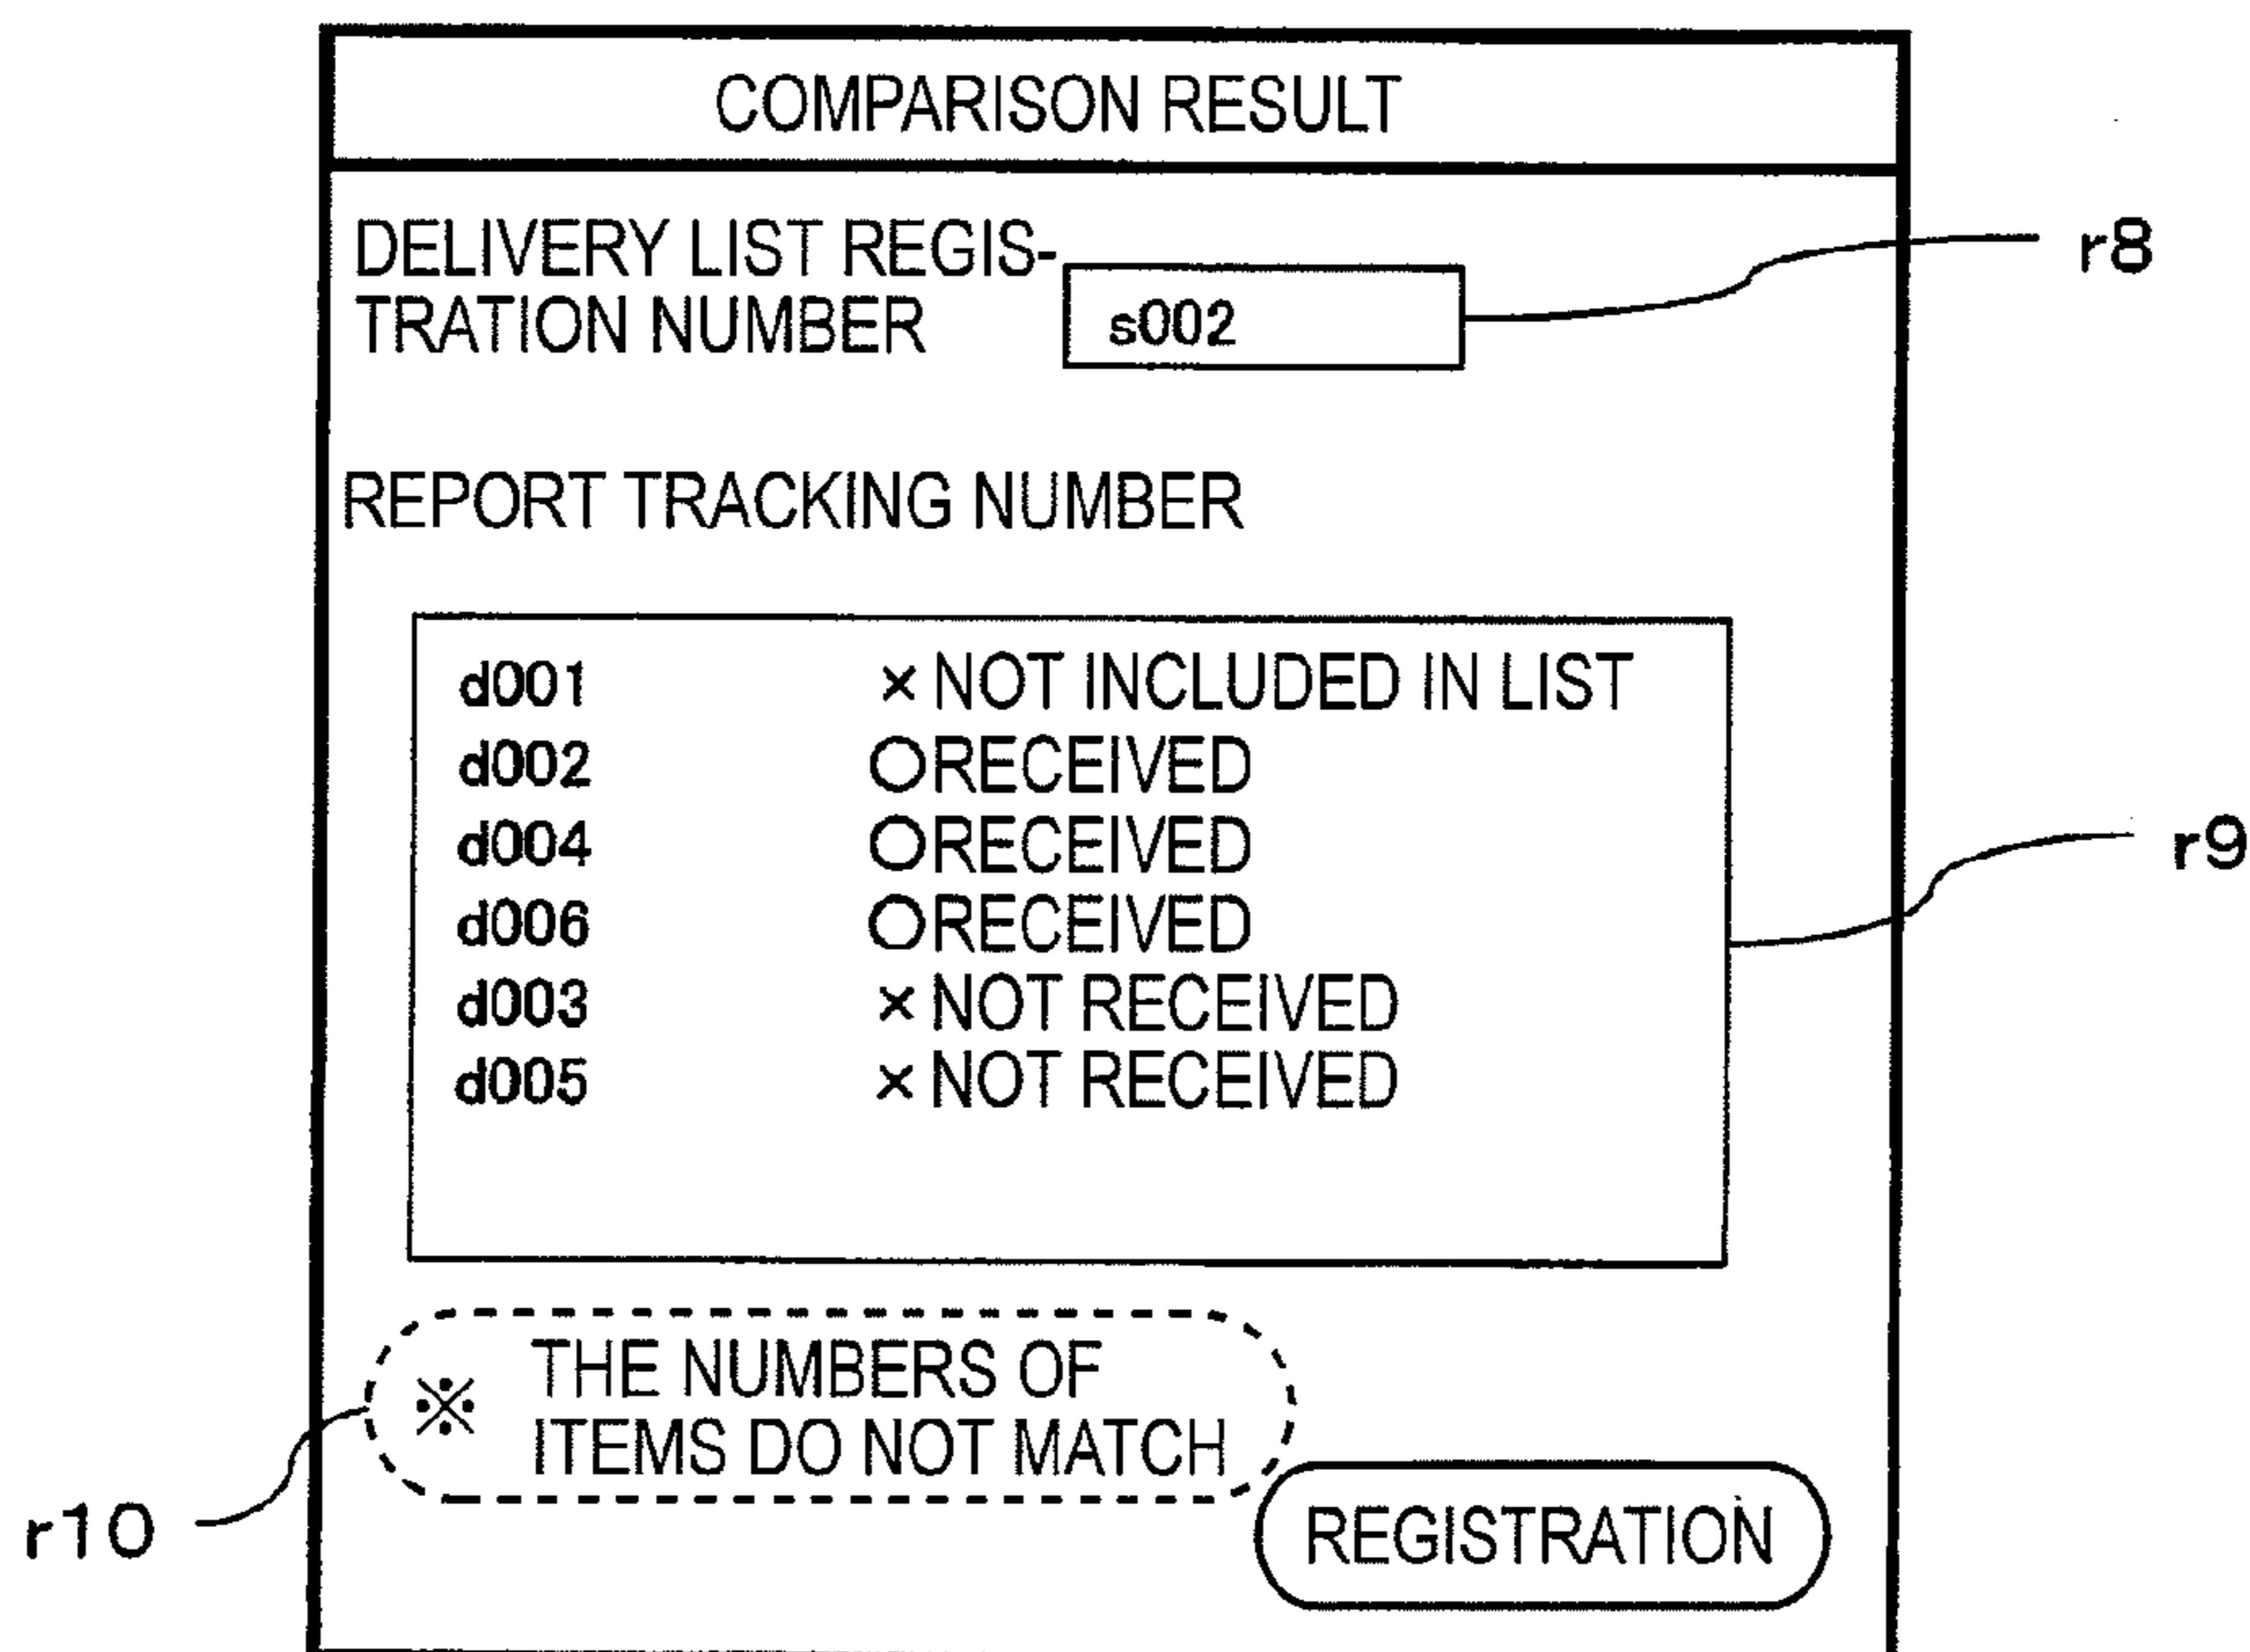 COMPARISON RESULT
DELIVERY LIST REGIS-
TRATION NUMBER
s002
r8
REPORT TRACKING NUMBER
d001 × NOT INCLUDED IN LIST
d002 ○RECEIVED
d004 ○RECEIVED
d006 ○RECEIVED
d003 × NOT RECEIVED
d005 × NOT RECEIVED
r9
※ THE NUMBERS OF
ITEMS DO NOT MATCH
r10
REGISTRATION